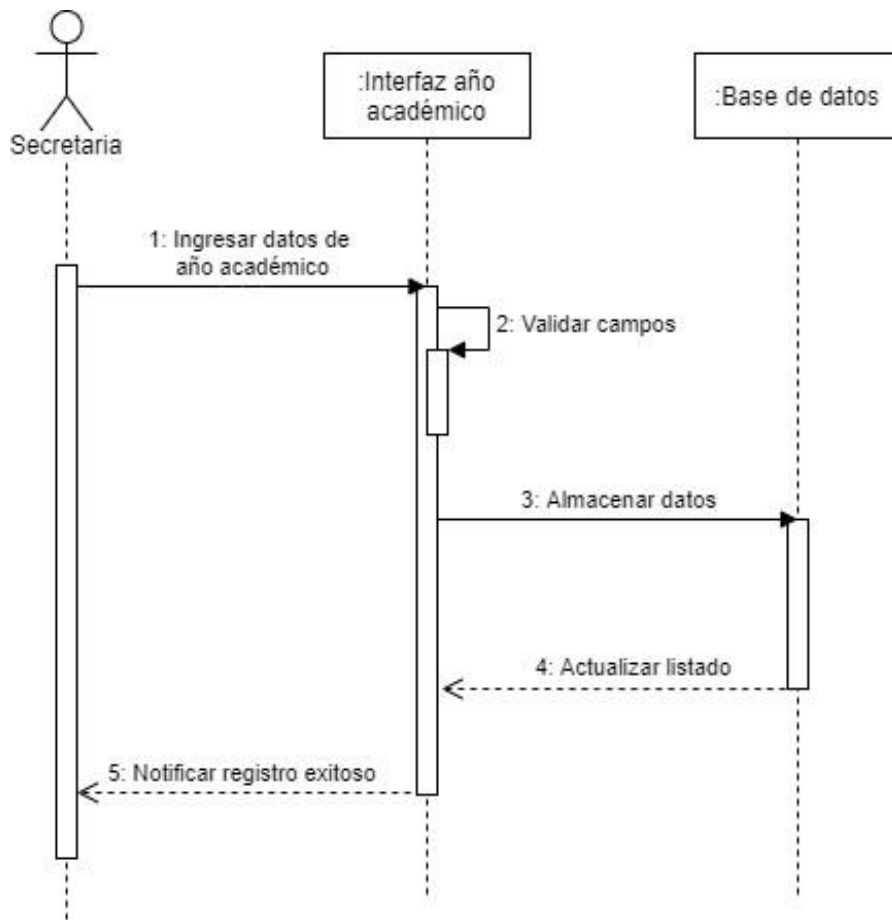 :Interfaz año
académico
:Base de datos
Secretaria
1: Ingresar datos de
año académico
2: Validar campos
3: Almacenar datos
4: Actualizar listado
5: Notificar registro exitoso